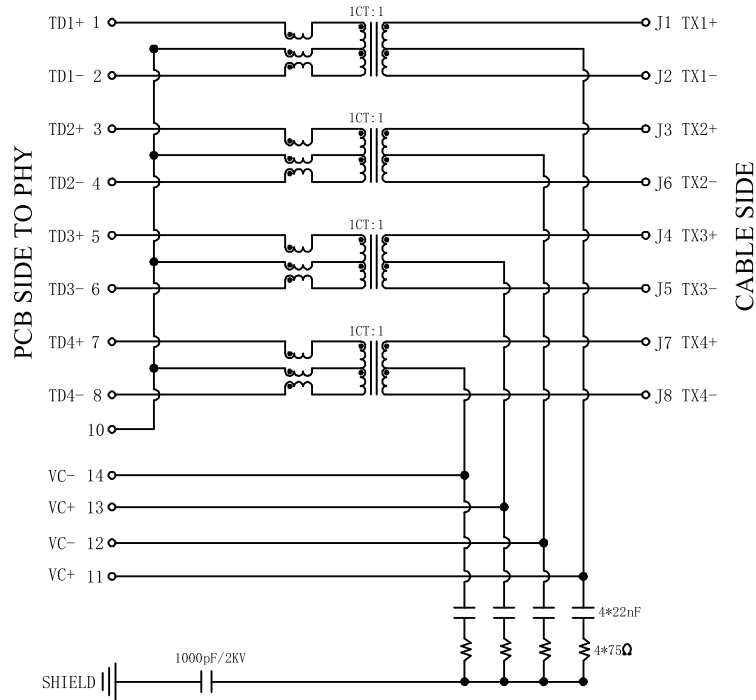 1CT:1
TD1+ 1
J1 TX1+
TD1- 2
J2 TX1-
1CT:1
TD2+ 3
J3 TX2+
TD2- 4
J6 TX2-
PCB SIDE TO PHY
CABLE SIDE
1CT:1
TD3+ 5
J4 TX3+
TD3- 6
J5 TX3-
1CT:1
TD4+ 7
J7 TX4+
TD4- 8
J8 TX4-
10
VC- 14
VC+ 13
VC- 12
VC+ 11
4*22nF
4*75Ω
1000pF/2KV
SHIELD